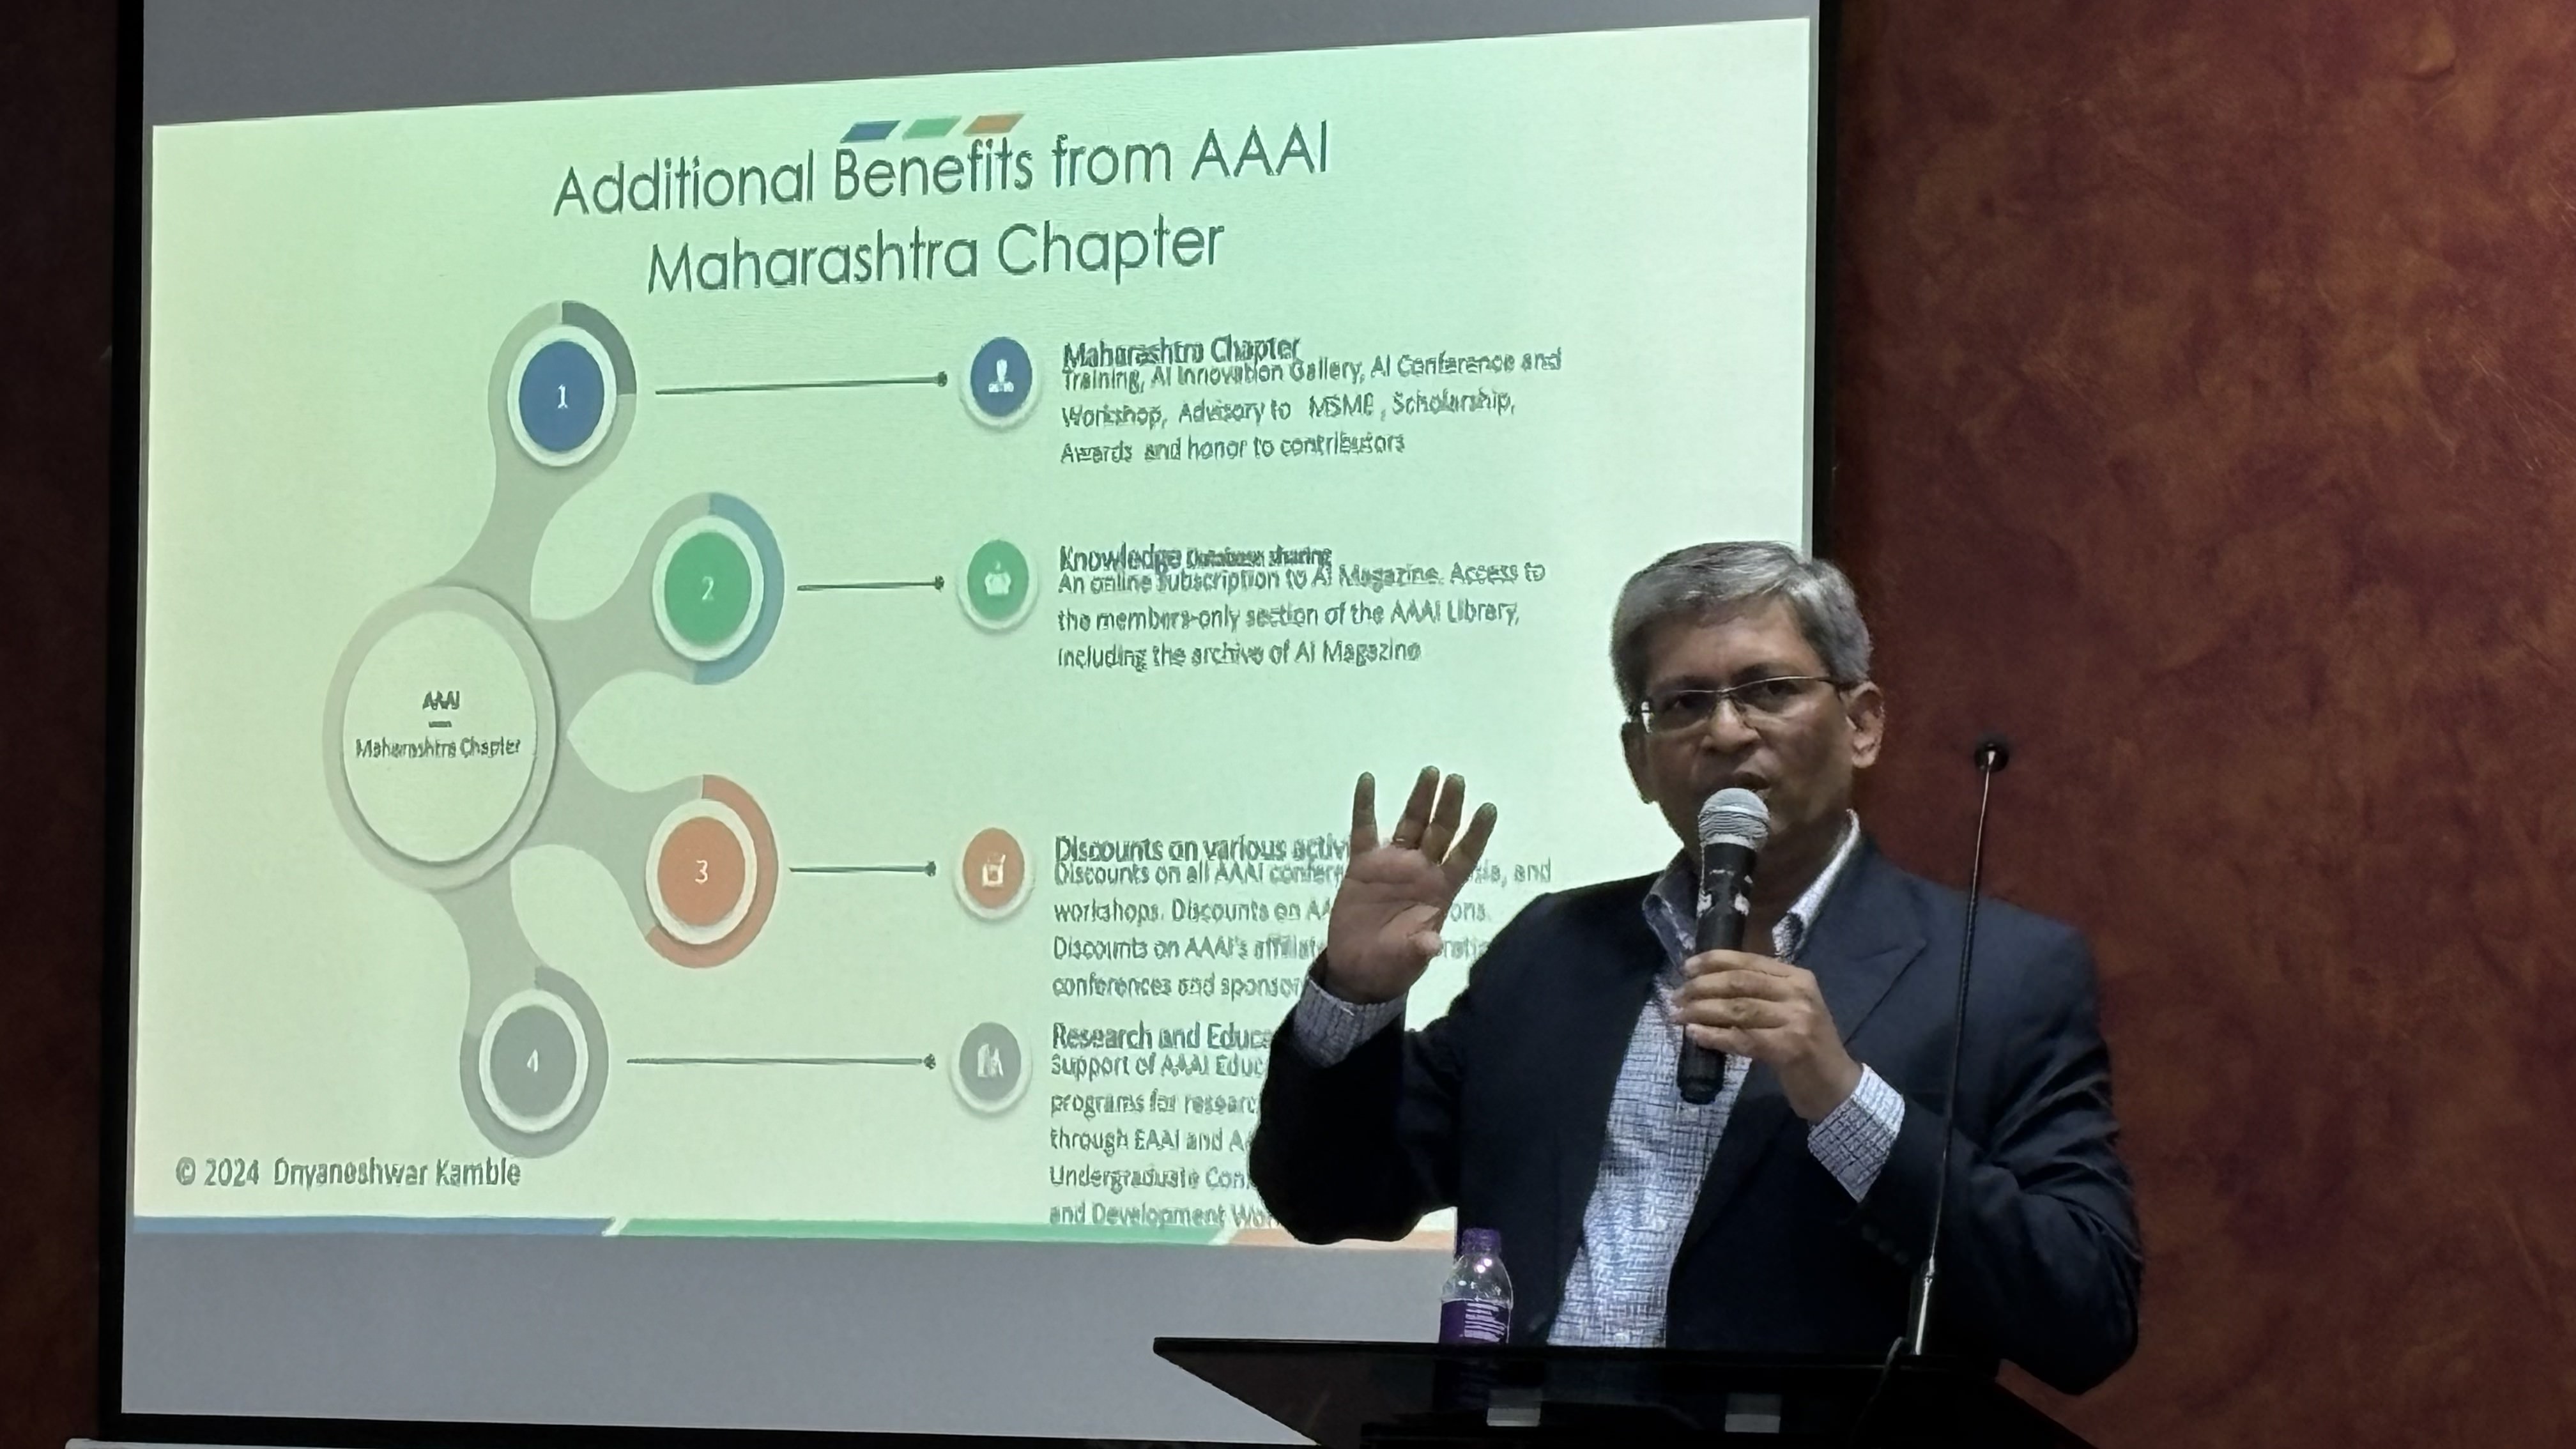 Additional Benefits from AAAI
Maharashtra Chapter
1
Maharashtra Chapter
Training, AI Innovation Gallery, AI Conference and
Workshop, Advisory to MSME, Scholarship,
Awards and honor to contributors
2
Knowledge Database sharing
An online subscription to AI Magazine. Access to
the members-only section of the AAAI Library,
including the archive of AI Magazine
AAAI
Maharashtra Chapter
3
Discounts on various
Discounts on all AAAI and
workshops. Discounts on
Discounts on AAAI's
conferences and
4
Research and
Support of AAAI
programs for
through EAAI and
Undergraduate
and Development
© 2024 Dnyaneshwar Kamble